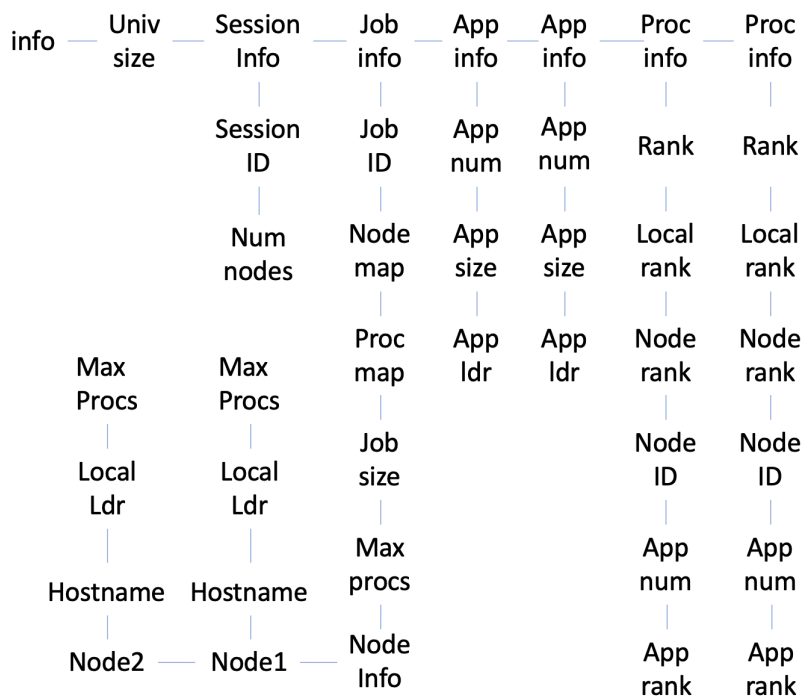 info
Univ
size
Session
Info
Job
info
App
info
App
info
Proc
info
Proc
info
Session
ID
Job
ID
App
num
App
num
Rank
Rank
Num
nodes
Node
map
App
size
App
size
Local
rank
Local
rank
Max
Procs
Max
Procs
Proc
map
App
ldr
App
ldr
Node
rank
Node
rank
Local
Ldr
Local
Ldr
Job
size
Node
ID
Node
ID
Hostname
Hostname
Max
procs
App
num
App
num
Node2
Node1
Node
Info
App
rank
App
rank